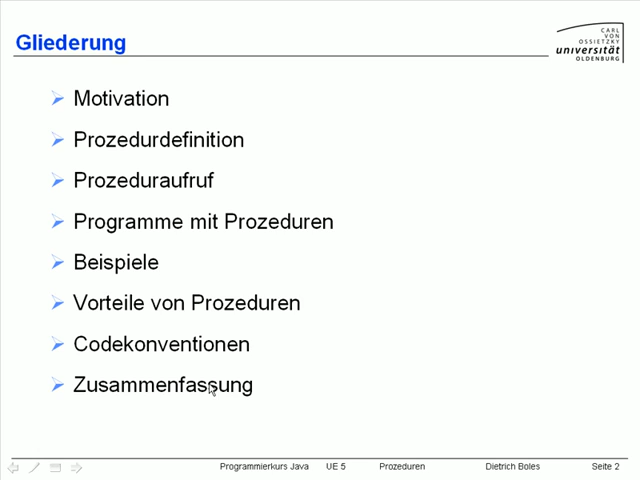 Gliederung
CARL
VON
OSSIETZKY
universität
OLDENBURG
Motivation
Prozedurdefinition
Prozeduraufruf
Programme mit Prozeduren
Beispiele
Vorteile von Prozeduren
Codekonventionen
Zusammenfassung
Programmierkurs Java UE 5 Prozeduren Dietrich Boles Seite 2